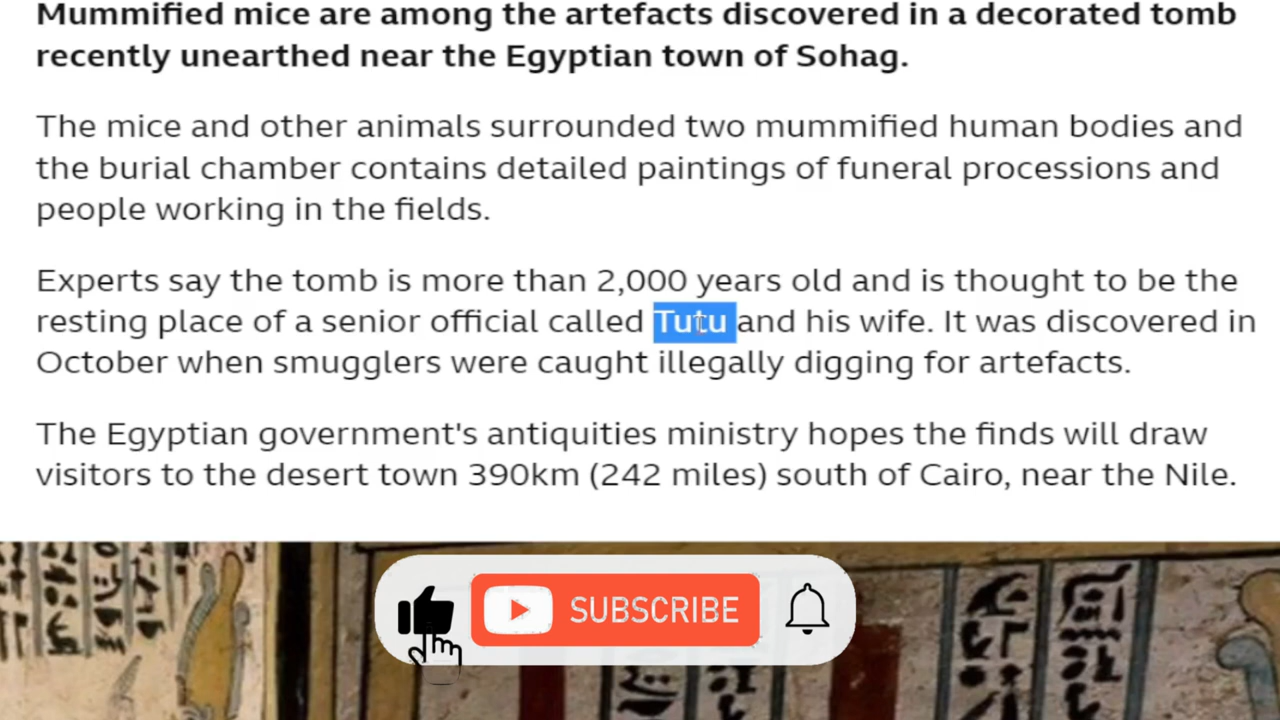 Mummified mice are among the artefacts discovered in a decorated tomb
recently unearthed near the Egyptian town of Sohag.
The mice and other animals surrounded two mummified human bodies and
the burial chamber contains detailed paintings of funeral processions and
people working in the fields.
Experts say the tomb is more than 2,000 years old and is thought to be the
resting place of a senior official called Tutu and his wife. It was discovered in
October when smugglers were caught illegally digging for artefacts.
The Egyptian government's antiquities ministry hopes the finds will draw
visitors to the desert town 390km (242 miles) south of Cairo, near the Nile.
SUBSCRIBE